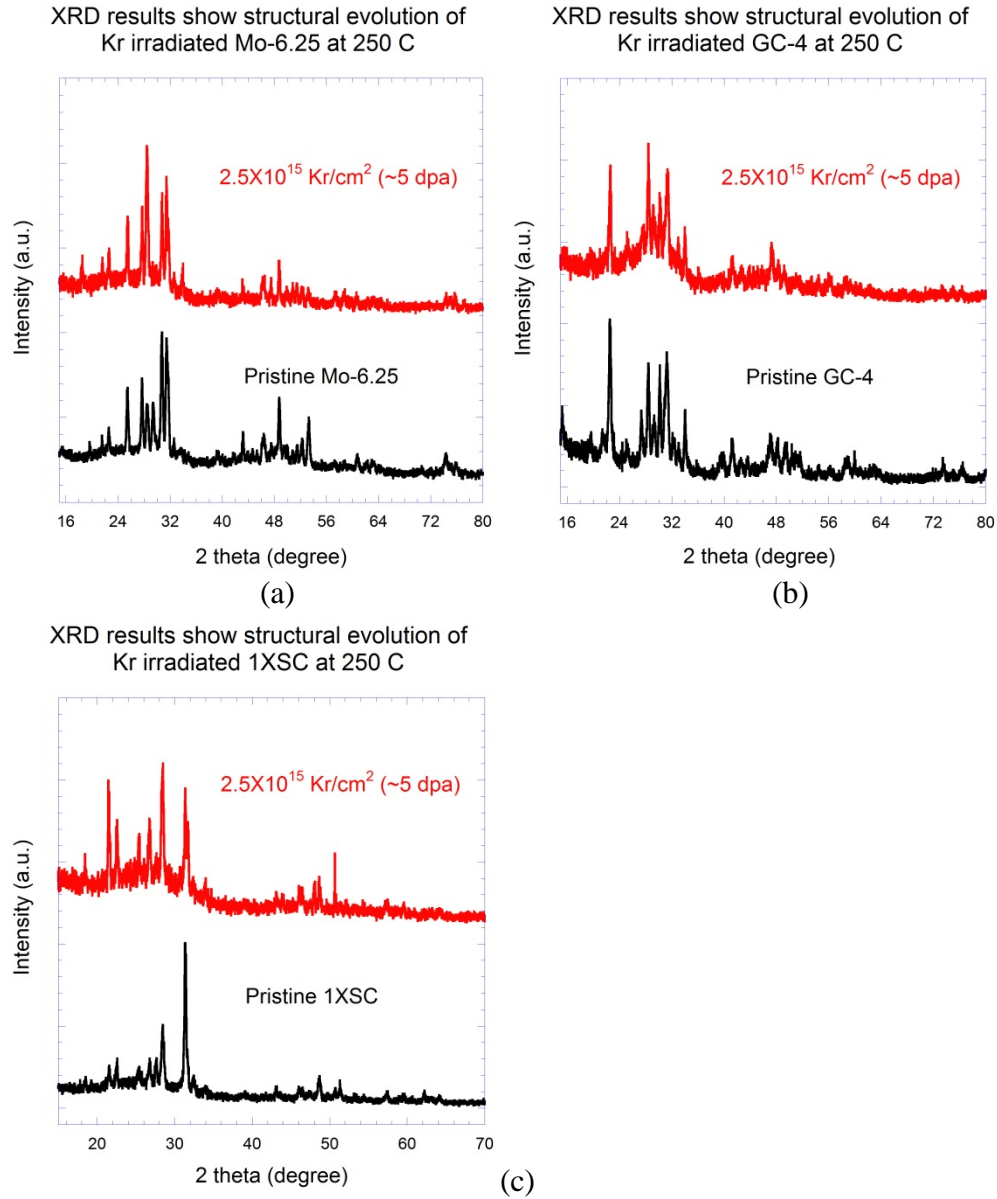 XRD results show structural evolution of
Kr irradiated Mo-6.25 at 250 C
Intensity (a.u.)
2.5X10¹⁵ Kr/cm² (~5 dpa)
Pristine Mo-6.25
16 24 32 40 48 56 64 72 80
2 theta (degree)
(a)
XRD results show structural evolution of
Kr irradiated GC-4 at 250 C
Intensity (a.u.)
2.5X10¹⁵ Kr/cm² (~5 dpa)
Pristine GC-4
16 24 32 40 48 56 64 72 80
2 theta (degree)
(b)
XRD results show structural evolution of
Kr irradiated 1XSC at 250 C
Intensity (a.u.)
2.5X10¹⁵ Kr/cm² (~5 dpa)
Pristine 1XSC
20 30 40 50 60 70
2 theta (degree)
(c)